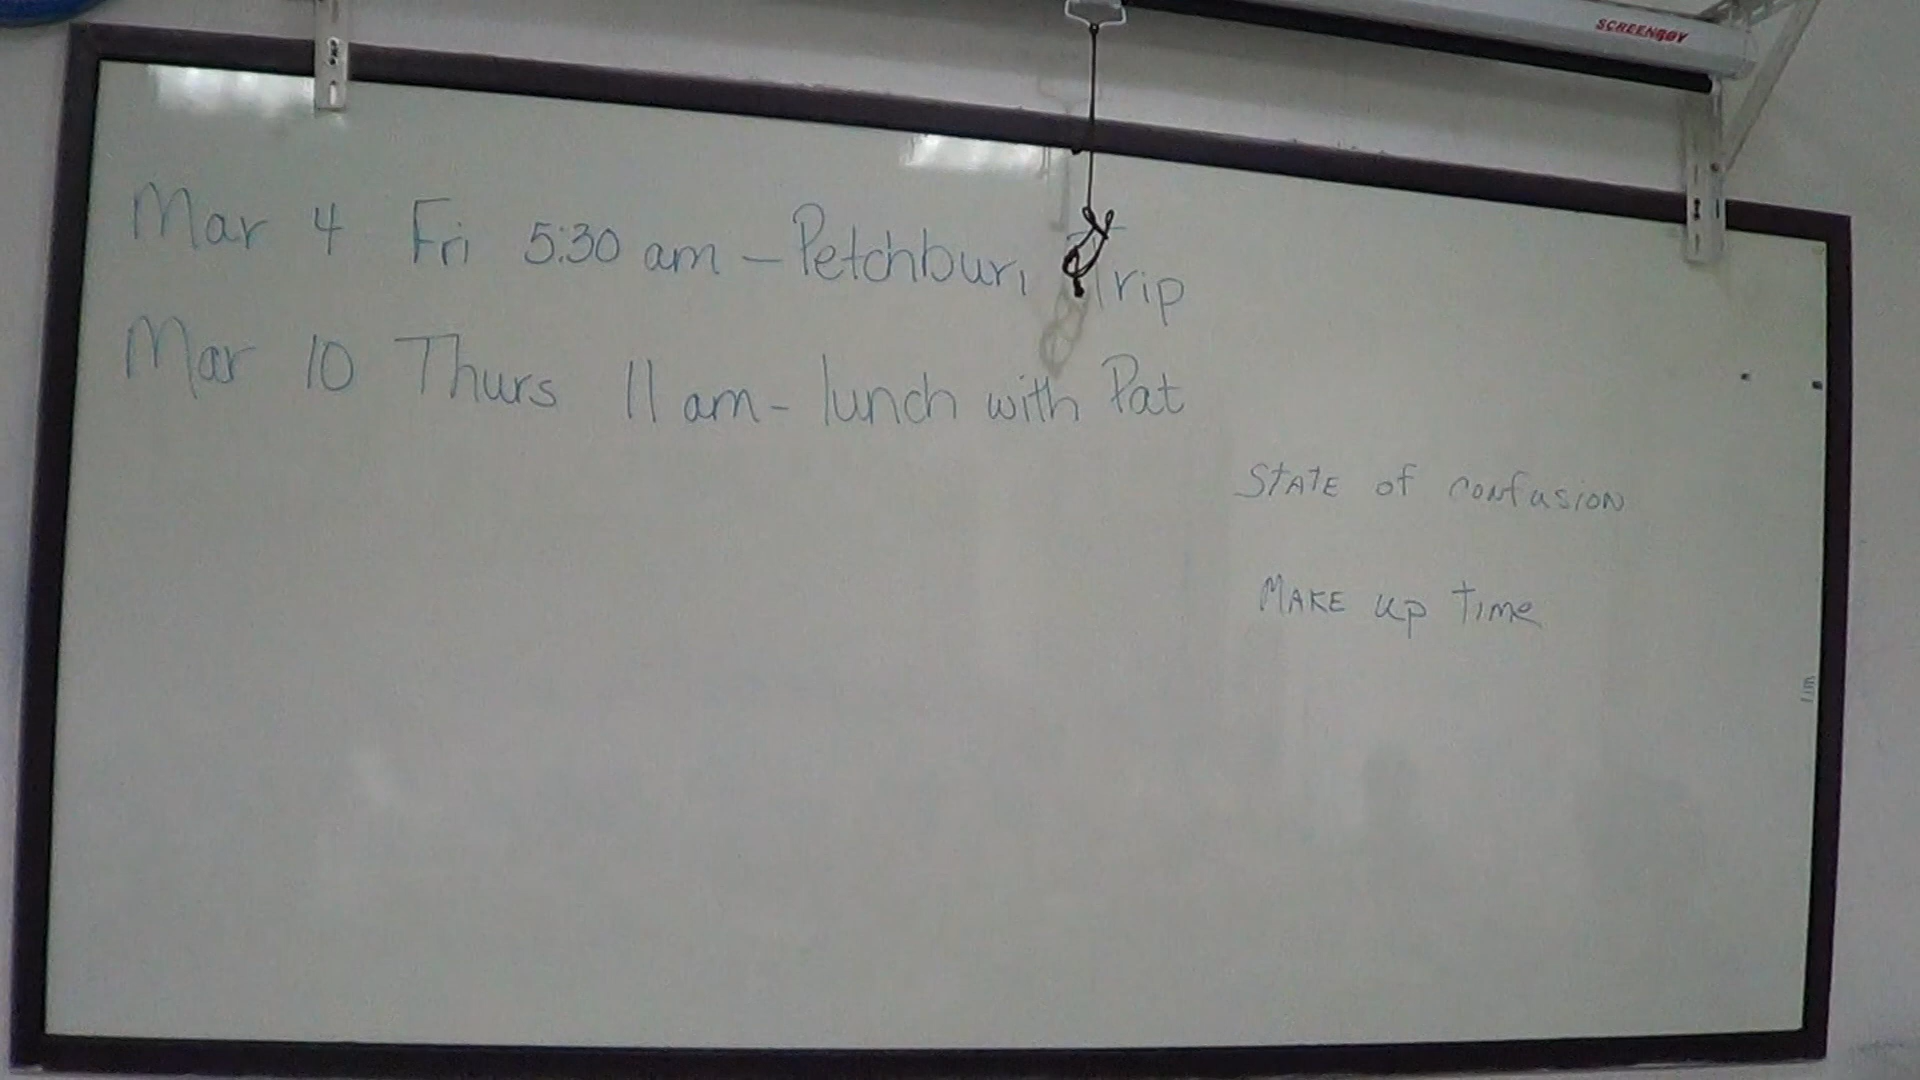 SCREENBOY
Mar 4 Fri 5:30 am – Petchburi Trip
Mar 10 Thurs 11 am – lunch with Pat
STATE of confusion
MAKE up Time